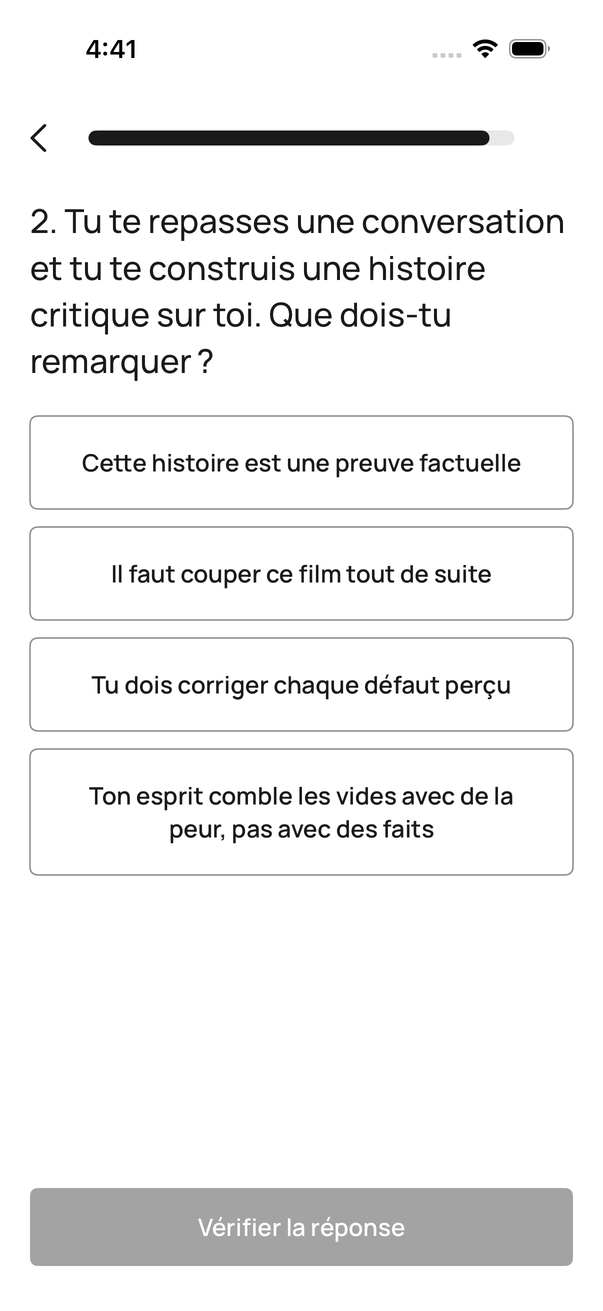 4:41
2. Tu te repasses une conversation
et tu te construis une histoire
critique sur toi. Que dois-tu
remarquer ?
Cette histoire est une preuve factuelle
Il faut couper ce film tout de suite
Tu dois corriger chaque défaut perçu
Ton esprit comble les vides avec de la
peur, pas avec des faits
Vérifier la réponse